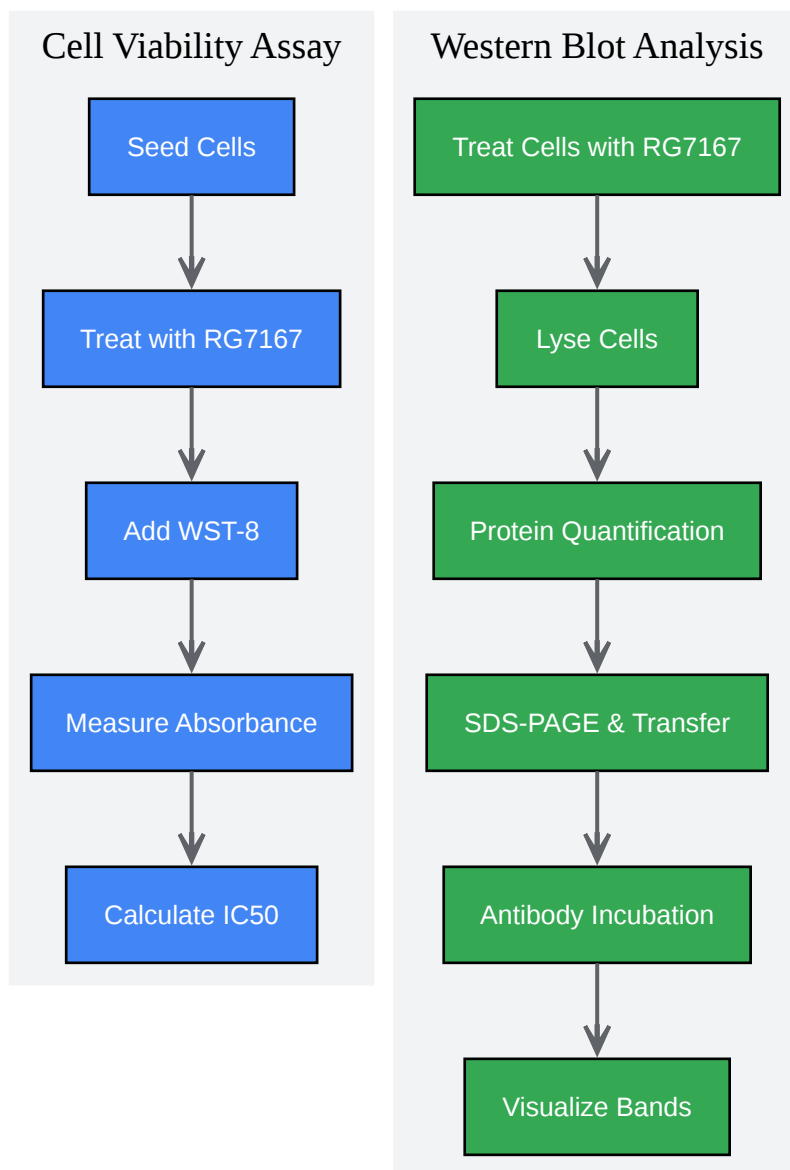 Cell Viability Assay
Seed Cells
Treat with RG7167
Add WST-8
Measure Absorbance
Calculate IC50
Western Blot Analysis
Treat Cells with RG7167
Lyse Cells
Protein Quantification
SDS-PAGE & Transfer
Antibody Incubation
Visualize Bands